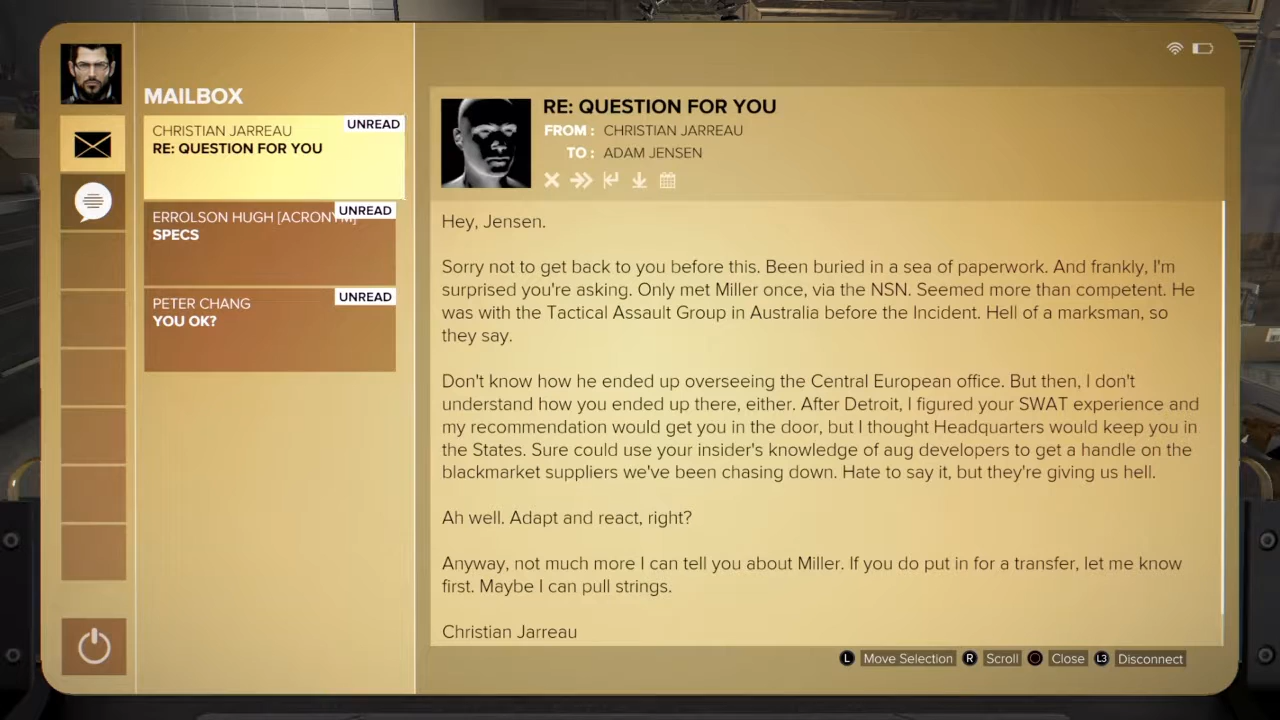 MAILBOX
CHRISTIAN JARREAU
UNREAD
RE: QUESTION FOR YOU
ERROLSON HUGH [ACRONYM]
UNREAD
SPECS
PETER CHANG
UNREAD
YOU OK?
RE: QUESTION FOR YOU
FROM : CHRISTIAN JARREAU
TO : ADAM JENSEN
Hey, Jensen.
Sorry not to get back to you before this. Been buried in a sea of paperwork. And frankly, I'm
surprised you're asking. Only met Miller once, via the NSN. Seemed more than competent. He
was with the Tactical Assault Group in Australia before the Incident. Hell of a marksman, so
they say.
Don't know how he ended up overseeing the Central European office. But then, I don't
understand how you ended up there, either. After Detroit, I figured your SWAT experience and
my recommendation would get you in the door, but I thought Headquarters would keep you in
the States. Sure could use your insider's knowledge of aug developers to get a handle on the
blackmarket suppliers we've been chasing down. Hate to say it, but they're giving us hell.
Ah well. Adapt and react, right?
Anyway, not much more I can tell you about Miller. If you do put in for a transfer, let me know
first. Maybe I can pull strings.
Christian Jarreau
L Move Selection R Scroll Close L3 Disconnect